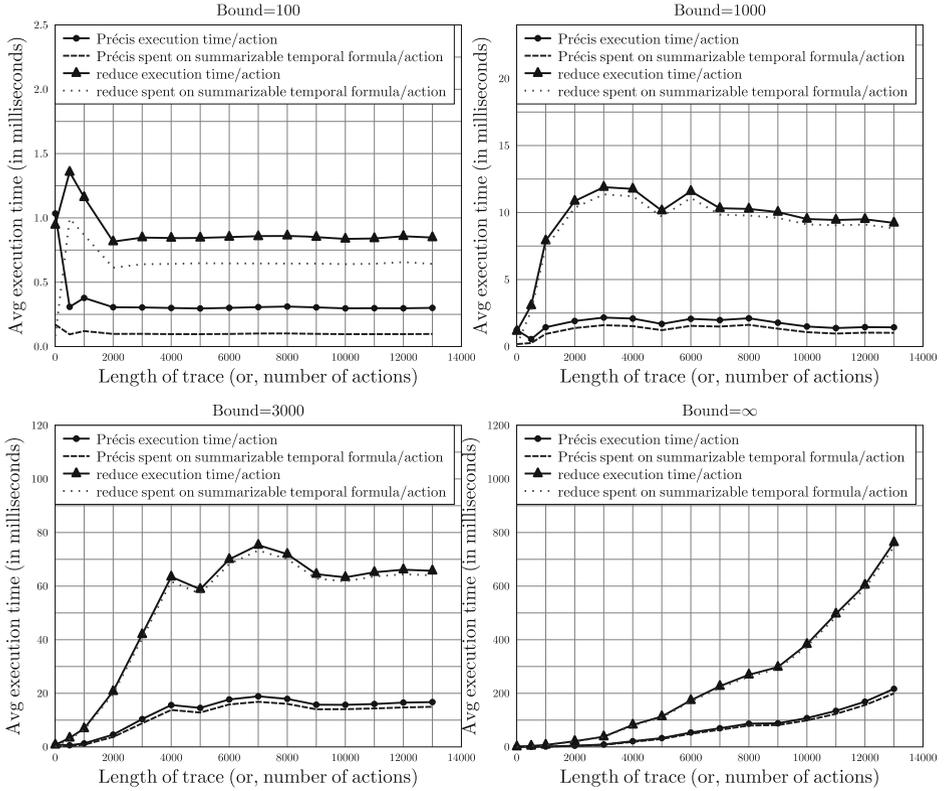 Bound=100
Avg execution time (in milliseconds)
2.5
2.0
1.5
1.0
0.5
0.0
Précis execution time/action
Précis spent on summarizable temporal formula/action
reduce execution time/action
reduce spent on summarizable temporal formula/action
0 2000 4000 6000 8000 10000 12000 14000
Length of trace (or, number of actions)
Bound=1000
Avg execution time (in milliseconds)
20
15
10
5
0
Précis execution time/action
Précis spent on summarizable temporal formula/action
reduce execution time/action
reduce spent on summarizable temporal formula/action
0 2000 4000 6000 8000 10000 12000 14000
Length of trace (or, number of actions)
Bound=3000
Avg execution time (in milliseconds)
120
100
80
60
40
20
0
Précis execution time/action
Précis spent on summarizable temporal formula/action
reduce execution time/action
reduce spent on summarizable temporal formula/action
0 2000 4000 6000 8000 10000 12000 14000
Length of trace (or, number of actions)
Bound=∞
Avg execution time (in milliseconds)
1200
1000
800
600
400
200
0
Précis execution time/action
Précis spent on summarizable temporal formula/action
reduce execution time/action
reduce spent on summarizable temporal formula/action
0 2000 4000 6000 8000 10000 12000 14000
Length of trace (or, number of actions)